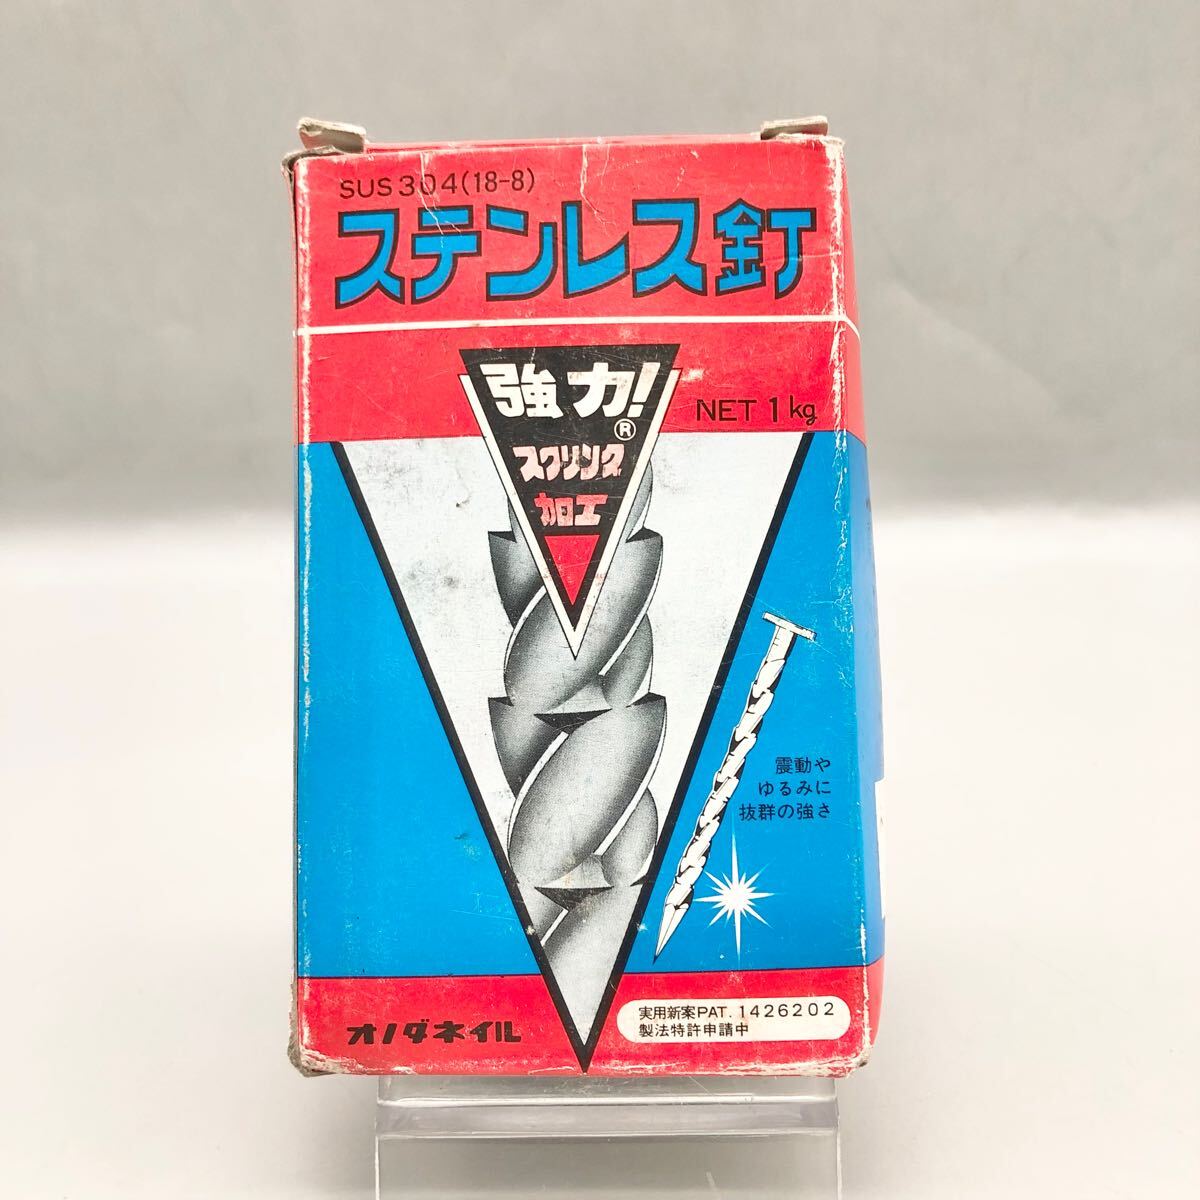 SUS304(18-8)
ステンレス釘
強力!
®
スクリング
加工
NET 1kg
震動や
ゆるみに
抜群の強さ
実用新案PAT. 1426202
製法特許申請中
オノダネイル